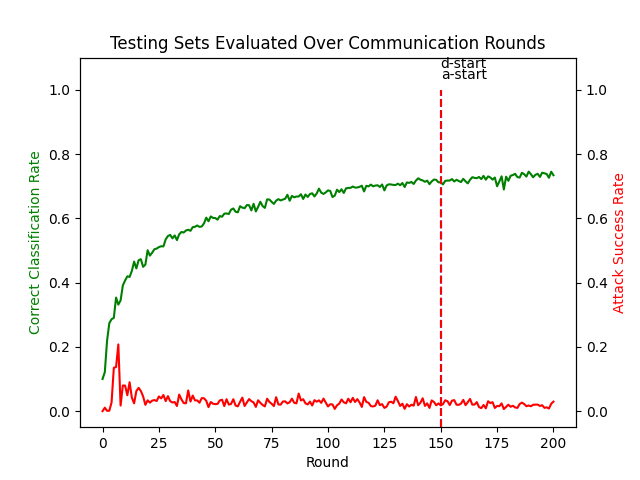 Testing Sets Evaluated Over Communication Rounds
d-start
a-start
1.0
0.8
0.6
0.4
0.2
0.0
Correct Classification Rate
1.0
0.8
0.6
0.4
0.2
0.0
Attack Success Rate
0 25 50 75 100 125 150 175 200
Round